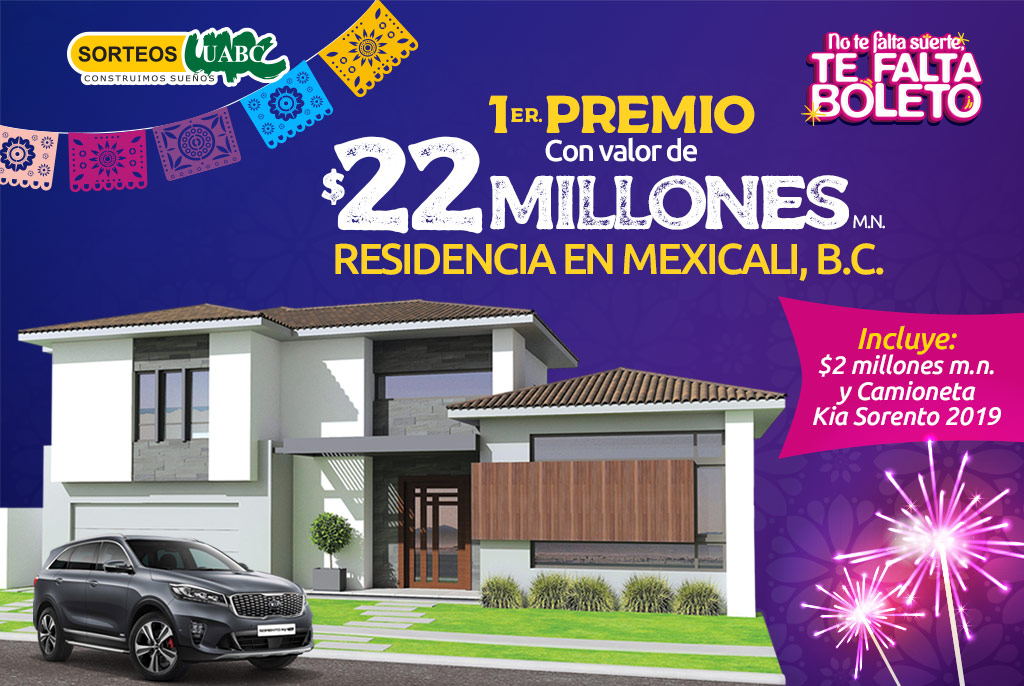 SORTEOS UABC
CONSTRUIMOS SUEÑOS
No te falta suerte,
TE FALTA
BOLETO
1ER. PREMIO
Con valor de
$22 MILLONES M.N.
RESIDENCIA EN MEXICALI, B.C.
Incluye:
$2 millones m.n.
y Camioneta
Kia Sorento 2019